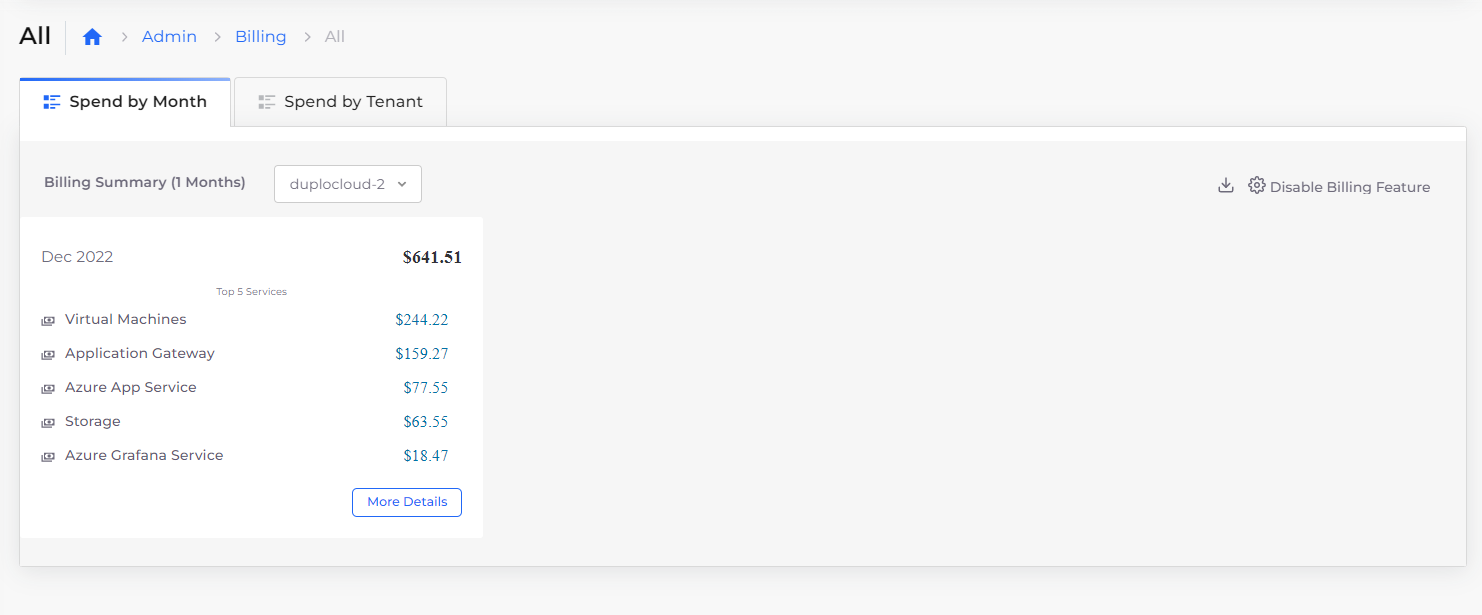 All Admin Billing All
Spend by Month Spend by Tenant
Billing Summary (1 Months) duplocloud-2 Disable Billing Feature
Dec 2022 $641.51
Top 5 Services
Virtual Machines $244.22
Application Gateway $159.27
Azure App Service $77.55
Storage $63.55
Azure Grafana Service $18.47
More Details